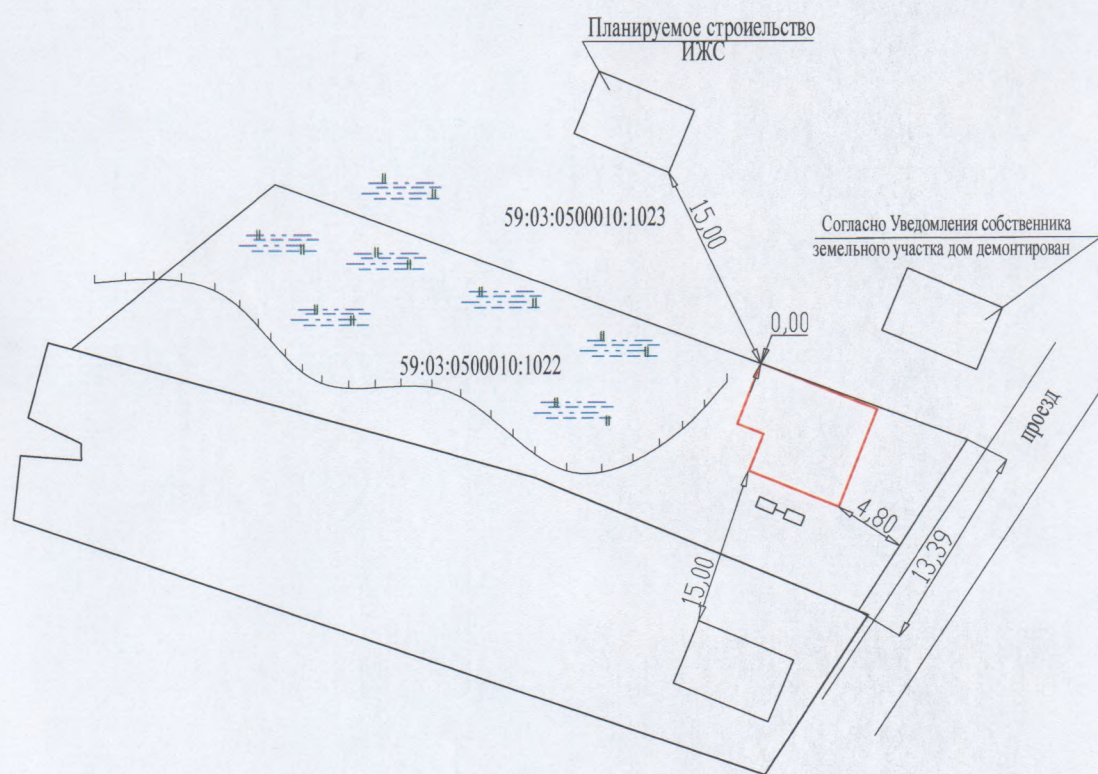 Планируемое строиельство
ИЖС
59:03:0500010:1023
15,00
Согласно Уведомления собственника
земельного участка дом демонтирован
0,00
59:03:0500010:1022
проезд
4,80
13,39
15,00